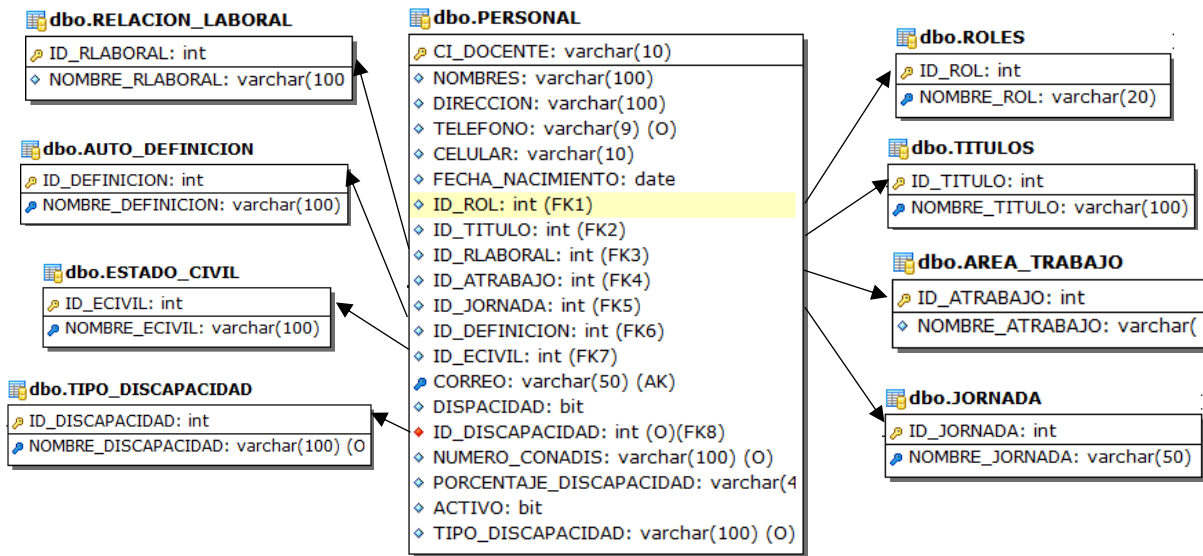 dbo.RELACION_LABORAL
ID_RLABORAL: int
NOMBRE_RLABORAL: varchar(100
dbo.AUTO_DEFINICION
ID_DEFINICION: int
NOMBRE_DEFINICION: varchar(100)
dbo.ESTADO_CIVIL
ID_ECIVIL: int
NOMBRE_ECIVIL: varchar(100)
dbo.TIPO_DISCAPACIDAD
ID_DISCAPACIDAD: int
NOMBRE_DISCAPACIDAD: varchar(100) (O
dbo.PERSONAL
CI_DOCENTE: varchar(10)
NOMBRES: varchar(100)
DIRECCION: varchar(100)
TELEFONO: varchar(9) (O)
CELULAR: varchar(10)
FECHA_NACIMIENTO: date
ID_ROL: int (FK1)
ID_TITULO: int (FK2)
ID_RLABORAL: int (FK3)
ID_ATRABAJO: int (FK4)
ID_JORNADA: int (FK5)
ID_DEFINICION: int (FK6)
ID_ECIVIL: int (FK7)
CORREO: varchar(50) (AK)
DISPACIDAD: bit
ID_DISCAPACIDAD: int (O)(FK8)
NUMERO_CONADIS: varchar(100) (O)
PORCENTAJE_DISCAPACIDAD: varchar(4
ACTIVO: bit
TIPO_DISCAPACIDAD: varchar(100) (O)
dbo.ROLES
ID_ROL: int
NOMBRE_ROL: varchar(20)
dbo.TITULOS
ID_TITULO: int
NOMBRE_TITULO: varchar(100)
dbo.AREA_TRABAJO
ID_ATRABAJO: int
NOMBRE_ATRABAJO: varchar(
dbo.JORNADA
ID_JORNADA: int
NOMBRE_JORNADA: varchar(50)